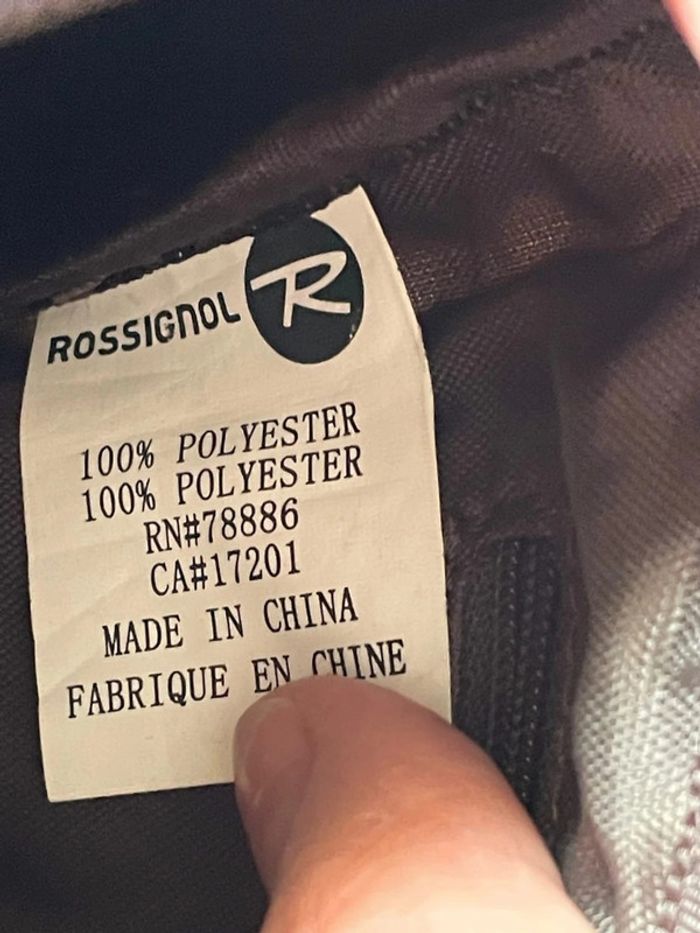 ROSSIGNOL R
100% POLYESTER
100% POLYESTER
RN#78886
CA#17201
MADE IN CHINA
FABRIQUE EN CHINE